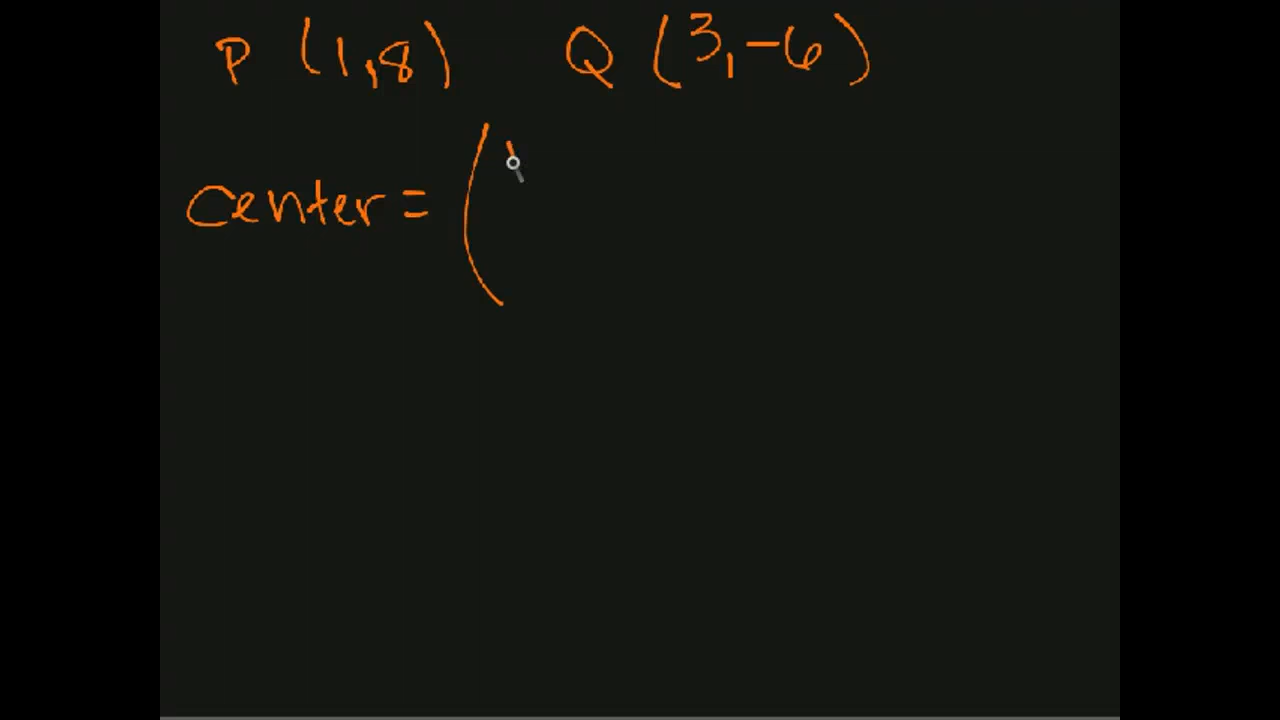 P (1,8) Q (3,-6)
Center = (